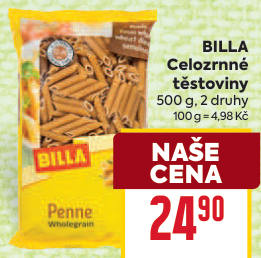 BILLA
Celozrnné
těstoviny
500 g, 2 druhy
100 g = 4,98 Kč
NAŠE
CENA
24 90
BILLA
Penne
Wholegrain